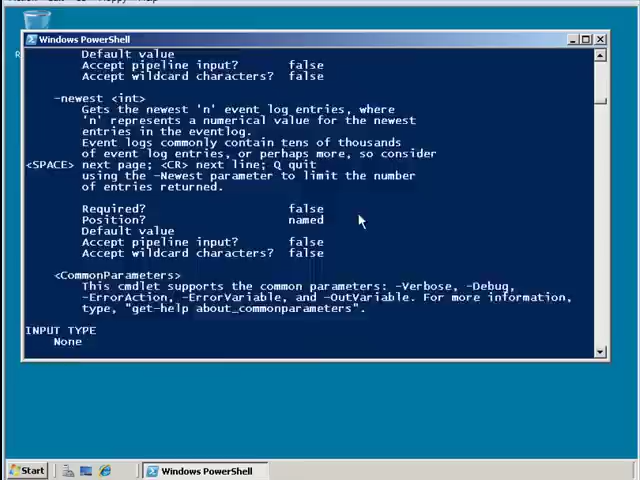 Windows PowerShell
Default value
Accept pipeline input?        false
Accept wildcard characters?  false
-newest <int>
Gets the newest 'n' event log entries, where
'n' represents a numerical value for the newest
entries in the eventlog.
Event logs commonly contain tens of thousands
of event log entries, or perhaps more, so consider
<SPACE> next page; <CR> next line; Q quit
using the -Newest parameter to limit the number
of entries returned.
Required?                    false
Position?                    named
Default value
Accept pipeline input?       false
Accept wildcard characters?  false
<CommonParameters>
This cmdlet supports the common parameters: -Verbose, -Debug,
-ErrorAction, -ErrorVariable, and -OutVariable. For more information,
type, "get-help about_commonparameters".
INPUT TYPE
None
Start
Windows PowerShell